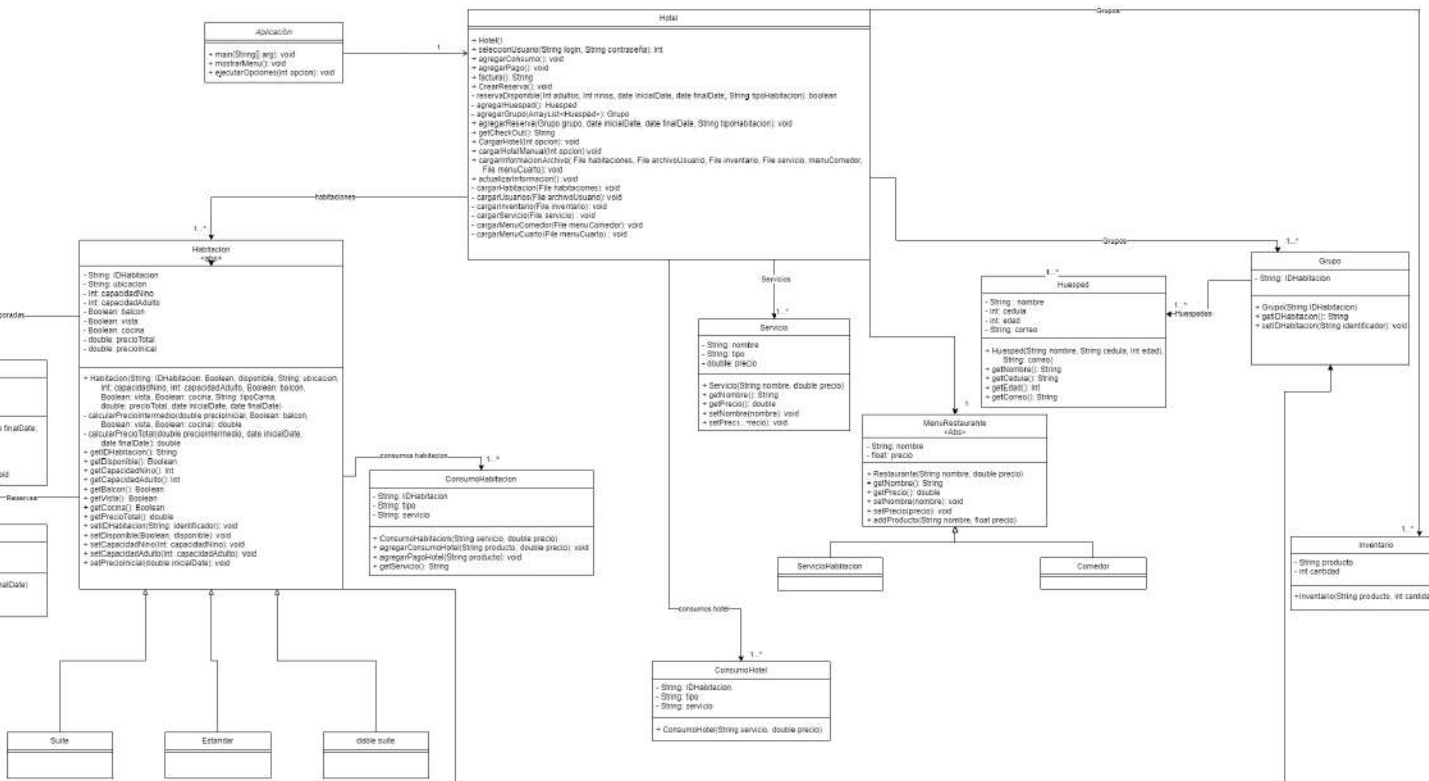 Aplicación
+ main(String[] arg): void
+ mostrarMenu(): void
+ ejecutarOpciones(int opcion): void
1
Hotel
+ Hotel()
+ seleccionUsuario(String login, String contraseña): int
+ agregarConsumo(): void
+ agregarPago(): void
+ factura(): String
+ CrearReserva(): void
- reservaDisponible(int adultos, int ninos, date inicialDate, date finalDate, String tipoHabitacion): boolean
- agregarHuesped(): Huesped
- agregarGrupo(ArrayList<Huesped>): Grupo
+ agregarReserva(Grupo grupo, date inicialDate, date finalDate, String tipoHabitacion): void
+ getCheckOut(): String
+ CargarHotel(int opcion): void
+ cargarHotelManual(int opcion) void
+ cargarInformacionArchivo( File habitaciones, File archivoUsuario, File inventario, File servicio, menuComedor,
File menuCuarto): void
+ actualizarInformacion(): void
- cargarHabitacion(File habitaciones): void
- cargarUsuarios(File archivoUsuario): void
- cargarInventario(File inventario): void
- cargarServicio(File servicio) : void
- cargarMenuComedor(File menuComedor): void
- cargarMenuCuarto(File menuCuarto) : void
Grupos
habitaciones
1...*
Habitacion
<abs>
- String: IDHabitacion
- String: ubicacion
- Int: capacidadNino
- Int: capacidadAdulto
- Boolean: balcon
- Boolean: vista
- Boolean: cocina
- double: precioTotal
- double: precioInical
+ Habitacion(String: IDHabitacion, Boolean, disponible, String: ubicacion,
Int: capacidadNino, Int: capacidadAdulto, Boolean: balcon,
Boolean: vista, Boolean: cocina, String: tipoCama,
double: precioTotal, date inicialDate, date finalDate)
- calcularPrecioIntermedio(double precioInicial, Boolean: balcon,
Boolean: vista, Boolean: cocina): double
- calcularPrecioTotal(double precioIntermedio, date inicialDate,
date finalDate): double
+ getIDHabitacion(): String
+ getDisponible(): Boolean
+ getCapacidadNino(): Int
+ getCapacidadAdulto(): Int
+ getBalcon(): Boolean
+ getVista(): Boolean
+ getCocina(): Boolean
+ getPrecioTotal(): double
+ setIDHabitacion(String: identificador): void
+ setDisponible(Boolean, disponible): void
+ setCapacidadNino(Int: capacidadNino): void
+ setCapacidadAdulto(Int: capacidadAdulto): void
+ setPrecioInicial(double inicialDate): void
poradas
finalDate,
oid
Reservas
nalDate)
Suite
Estandar
doble suite
consumos habitacion
1...*
ConsumoHabitacion
- String: IDHabitacion
- String: tipo
- String: servicio
+ ConsumoHabitacion(String servicio, double precio)
+ agregarConsumoHotel(String producto, double precio): void
+ agregarPagoHotel(String producto): void
+ getServicio(): String
Servicios
1...*
Servicio
- String: nombre
- String: tipo
- double: precio
+ Servicio(String nombre, double precio)
+ getNombre(): String
+ getPrecio(): double
+ setNombre(nombre): void
+ setPreci...recio): void
consumos hotel
1...*
ConsumoHotel
- String: IDHabitacion
- String: tipo
- String: servicio
+ ConsumoHotel(String servicio, double precio)
1
MenuRestaurante
<Abs>
- String: nombre
- float: precio
+ Restaurante(String nombre, double precio)
+ getNombre(): String
+ getPrecio(): double
+ setNombre(nombre): void
+ setPrecio(precio): void
+ addProducto(String nombre, float precio)
ServicioHabitacion
Comedor
1...*
Huesped
- String : nombre
- int: cedula
- int: edad
- String: correo
+ Huesped(String nombre, String cedula, int edad,
String: correo)
+ getNombre(): String
+ getCedula(): String
+ getEdad(): int
+ getCorreo(): String
1...*
Huespedes
Grupos
1...*
Grupo
- String: IDHabitacion
+ Grupo(String IDHabitacion)
+ getIDHabitacion(): String
+ setIDHabitacion(String identificador): void
1...*
Inventario
- String producto
- int cantidad
+Inventario(String producto, int cantida